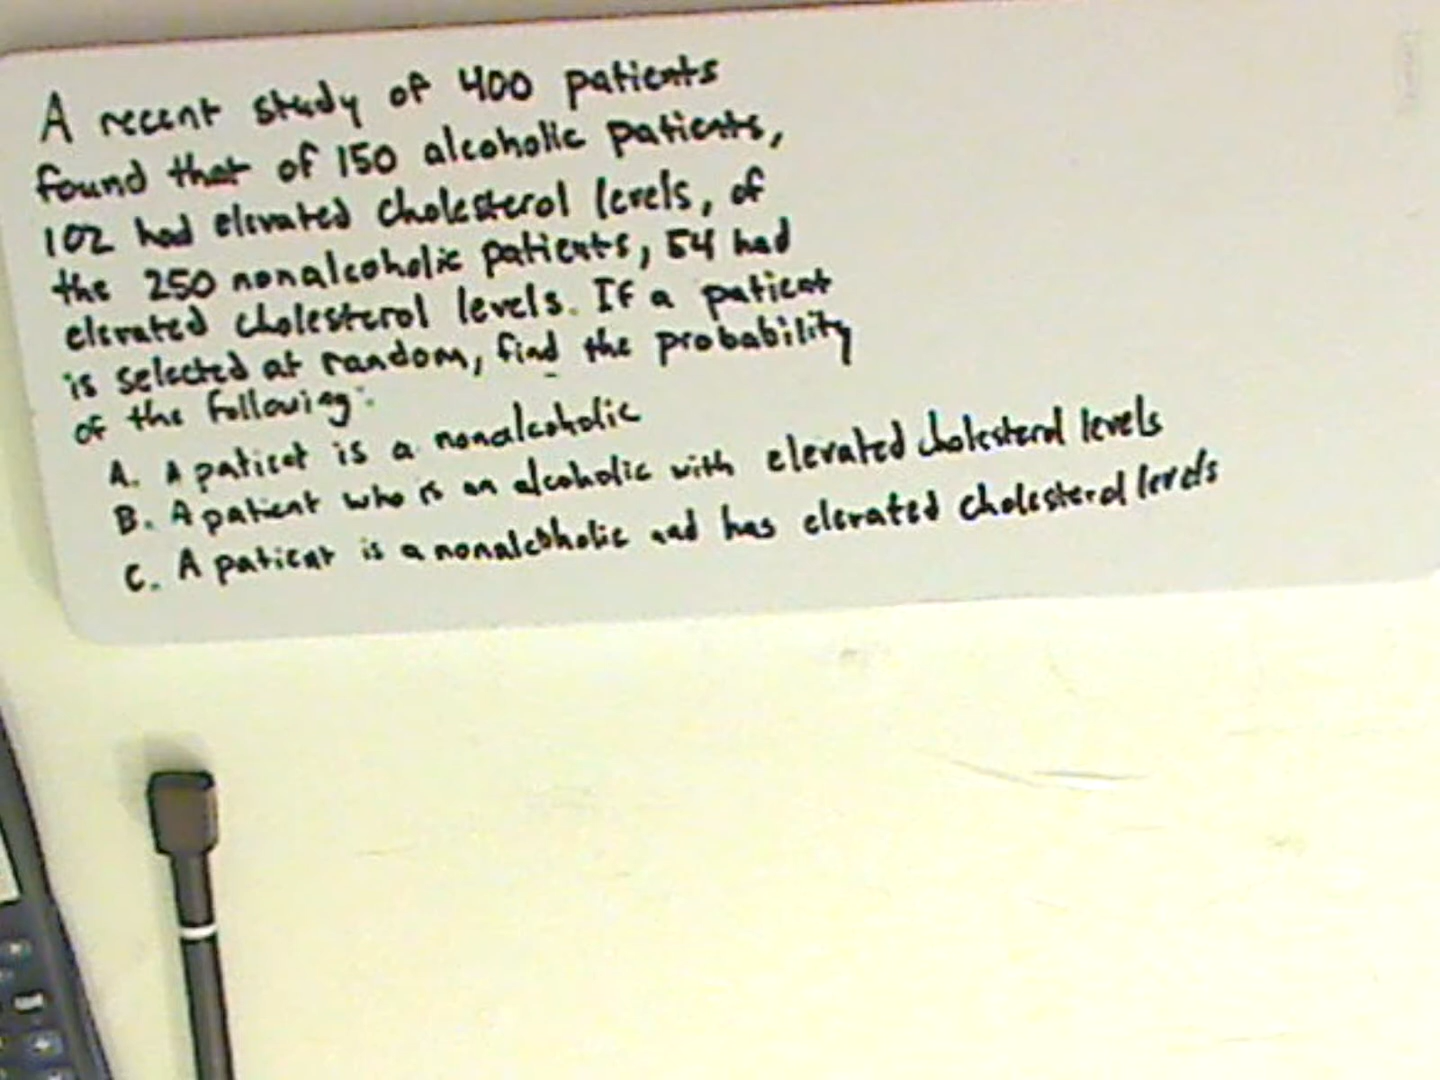 A recent study of 400 patients
found that of 150 alcoholic patients,
102 had elevated cholesterol levels, of
the 250 nonalcoholic patients, 54 had
elevated cholesterol levels. If a patient
is selected at random, find the probability
of the following:
A. A patient is a nonalcoholic
B. A patient who is an alcoholic with elevated cholesterol levels
C. A patient is a nonalcoholic and has elevated cholesterol levels